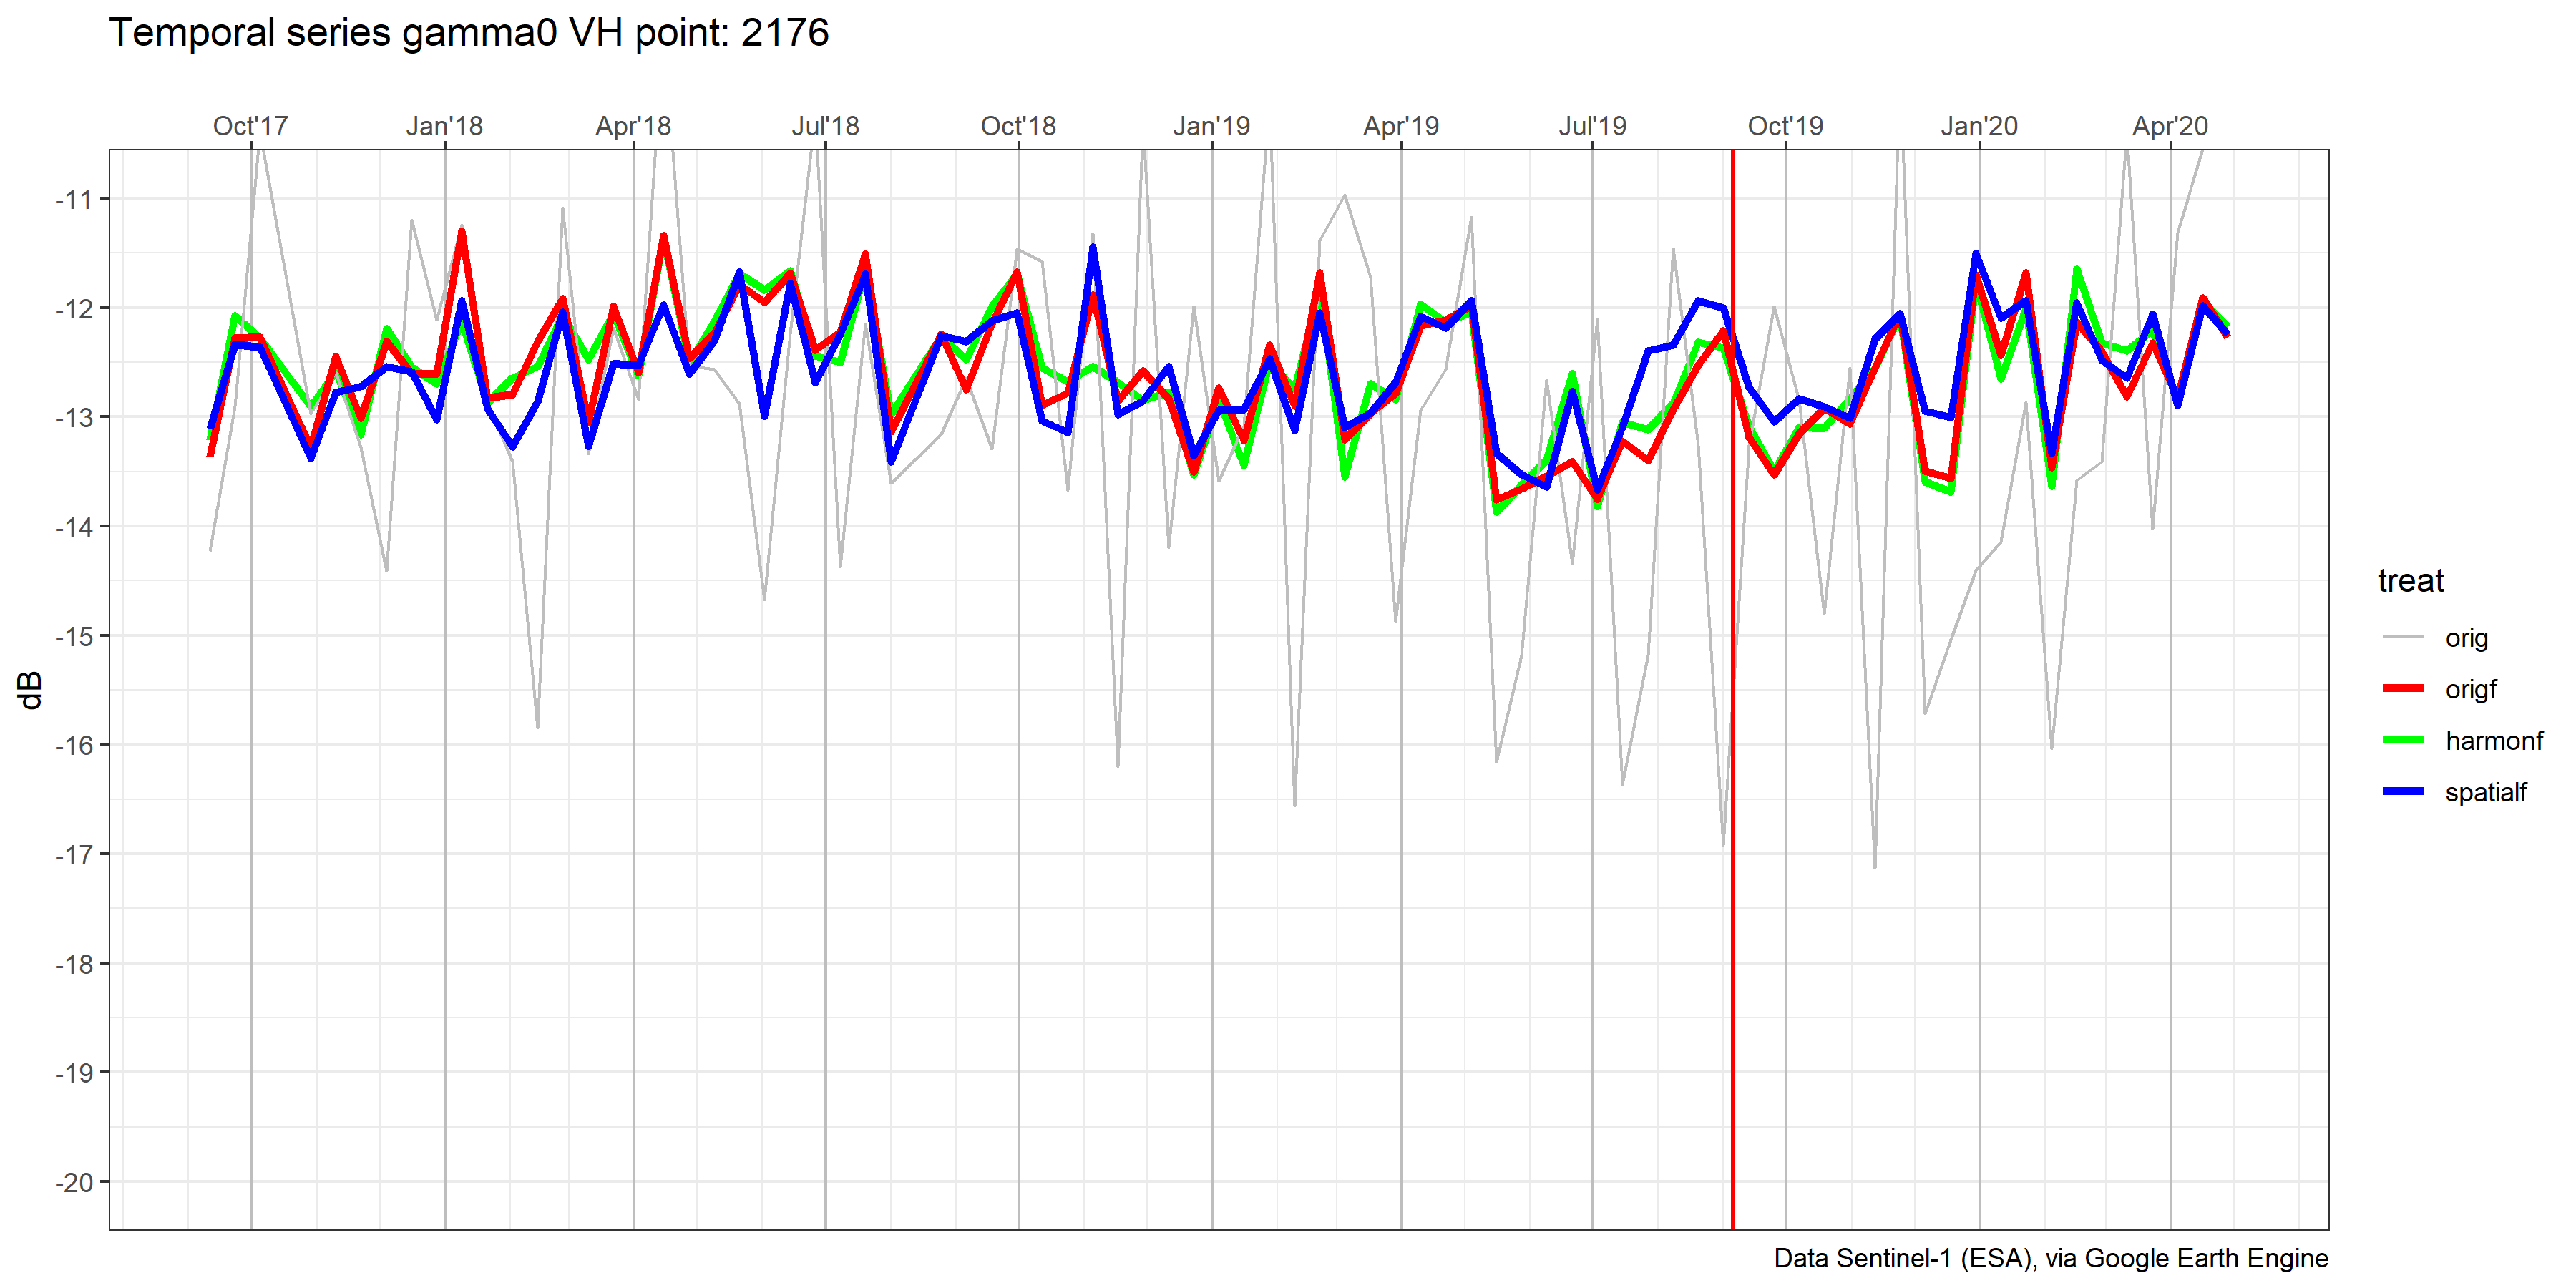 Temporal series gamma0 VH point: 2176
Oct'17 Jan'18 Apr'18 Jul'18 Oct'18 Jan'19 Apr'19 Jul'19 Oct'19 Jan'20 Apr'20
-11
-12
-13
-14
-15
-16
-17
-18
-19
-20
dB
treat
orig
origf
harmonf
spatialf
Data Sentinel-1 (ESA), via Google Earth Engine